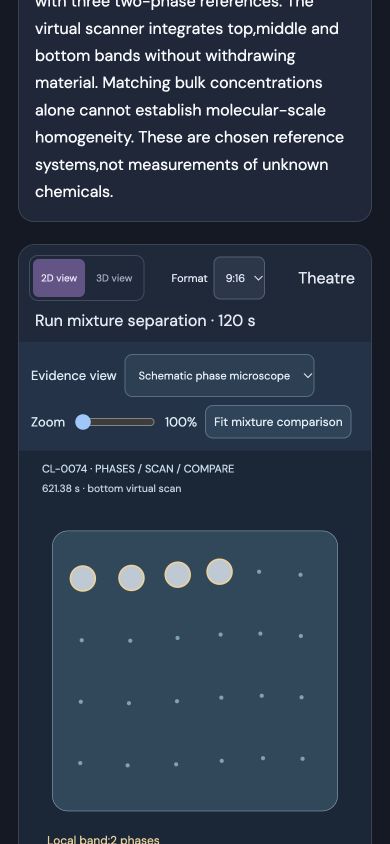 with three two-phase references. The
virtual scanner integrates top,middle and
bottom bands without withdrawing
material. Matching bulk concentrations
alone cannot establish molecular-scale
homogeneity. These are chosen reference
systems,not measurements of unknown
chemicals.
2D view 3D view Format 9:16 Theatre
Run mixture separation · 120 s
Evidence view Schematic phase microscope
Zoom 100% Fit mixture comparison
CL-0074 · PHASES / SCAN / COMPARE
621.38 s · bottom virtual scan
Local band:2 phases